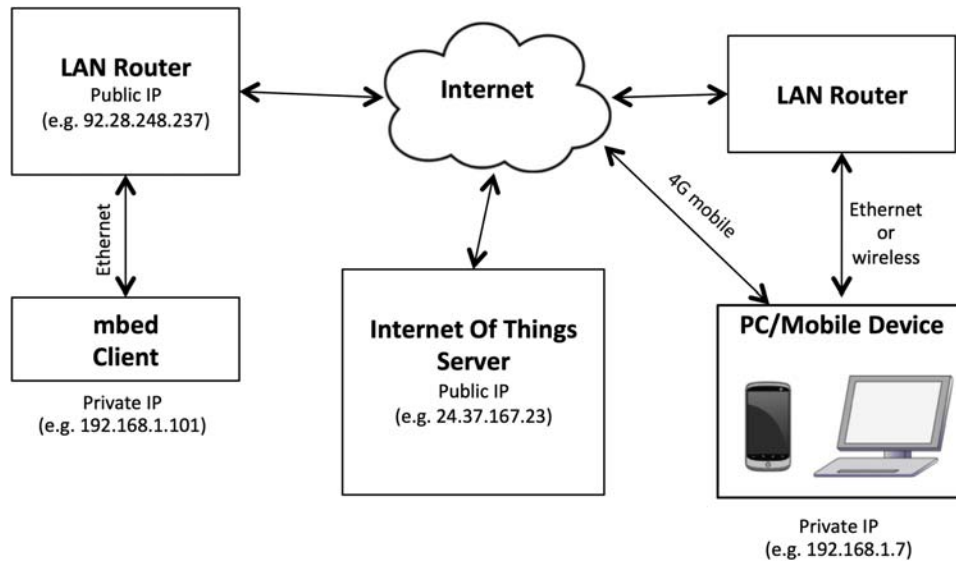 LAN Router
Public IP
(e.g. 92.28.248.237)
Internet
LAN Router
Ethernet
4G mobile
Ethernet
or
wireless
mbed
Client
Private IP
(e.g. 192.168.1.101)
Internet Of Things
Server
Public IP
(e.g. 24.37.167.23)
PC/Mobile Device
Private IP
(e.g. 192.168.1.7)